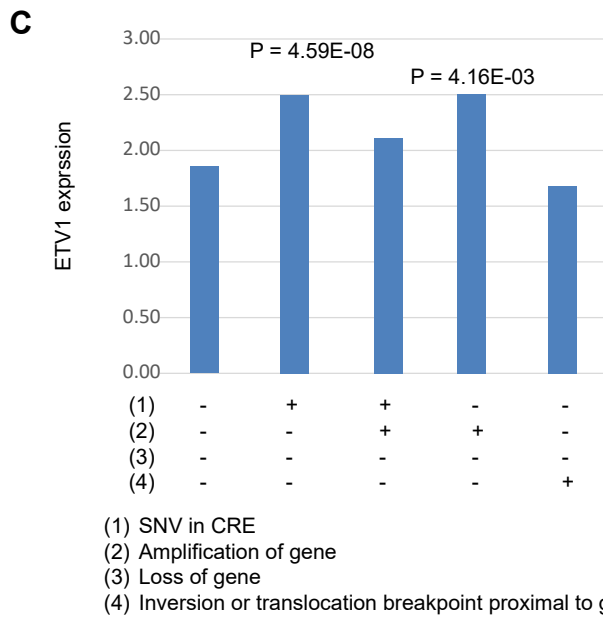 C
3.00
P = 4.59E-08
P = 4.16E-03
2.50
2.00
1.50
1.00
0.50
0.00
ETV1 exprssion
(1) - + + - -
(2) - - + + -
(3) - - - - -
(4) - - - - +
(1) SNV in CRE
(2) Amplification of gene
(3) Loss of gene
(4) Inversion or translocation breakpoint proximal to